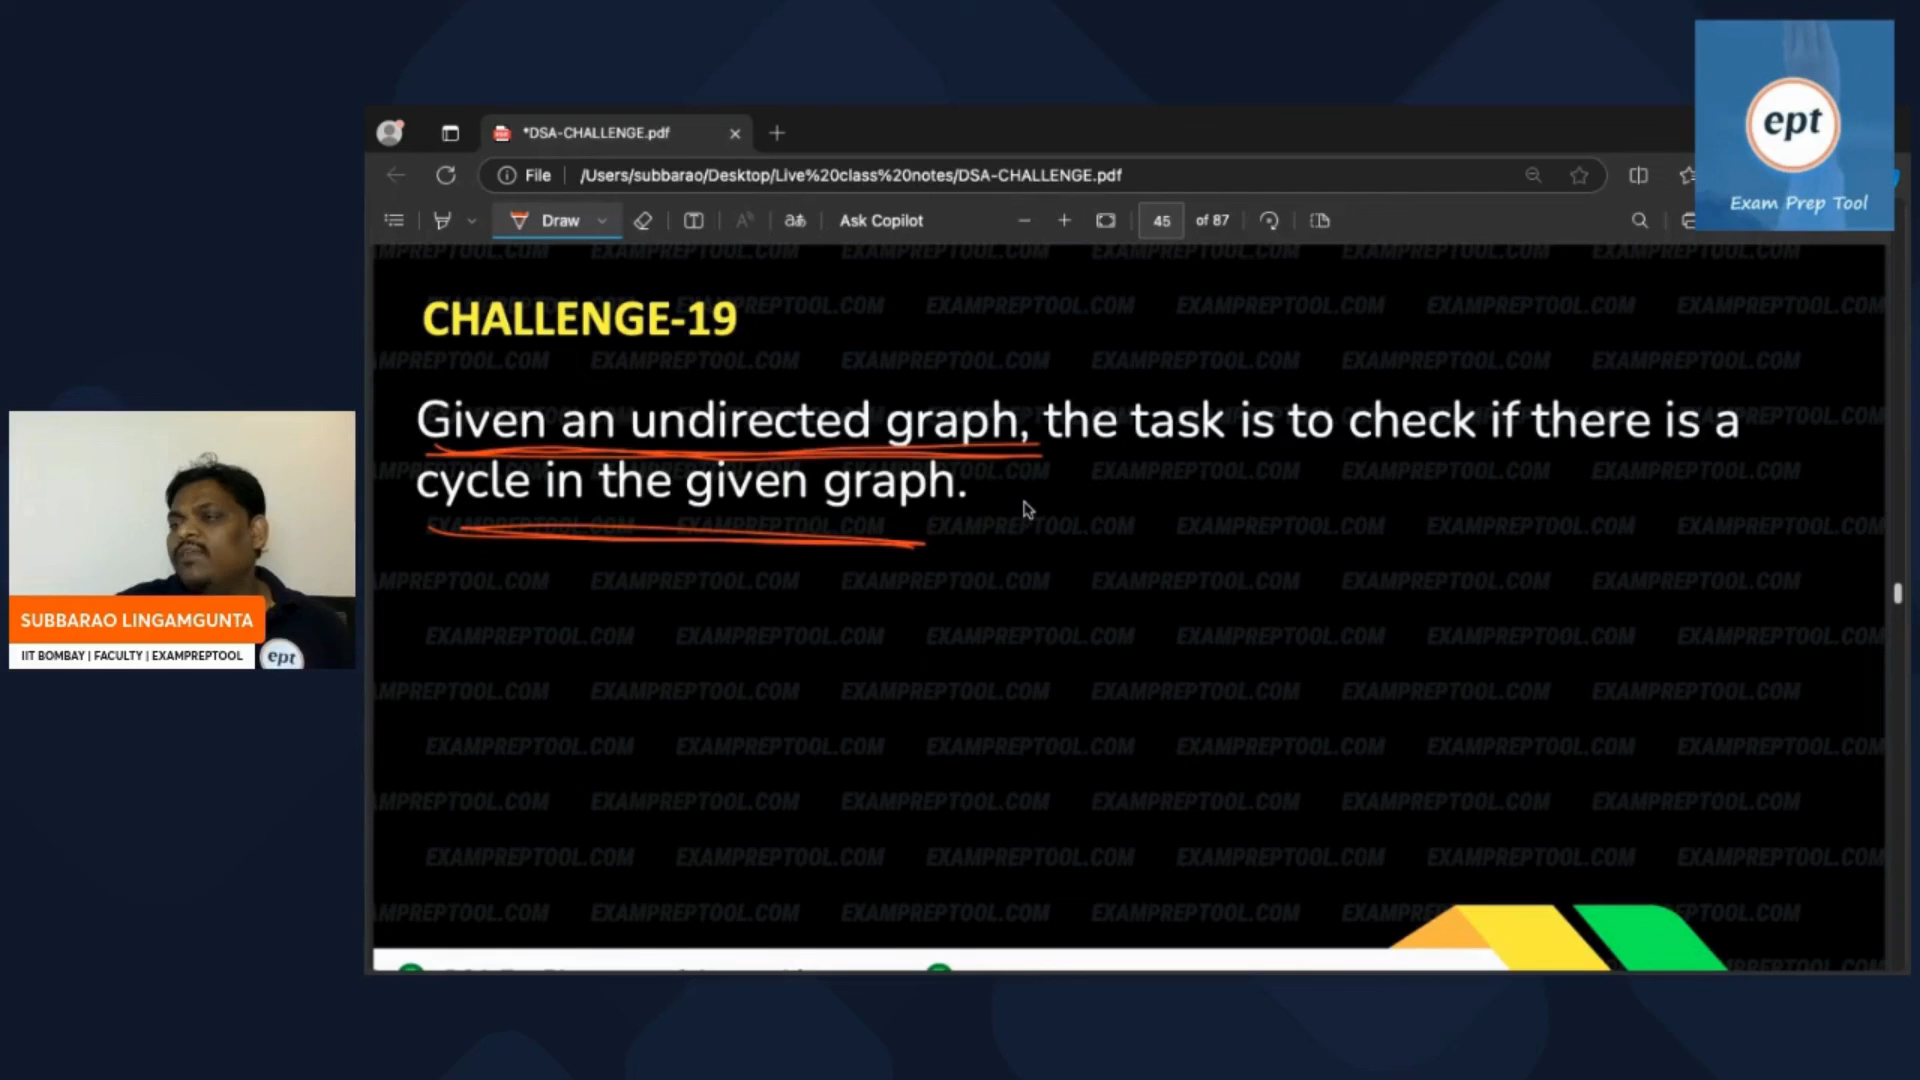 ept
Exam Prep Tool
*DSA-CHALLENGE.pdf
File
/Users/subbarao/Desktop/Live%20class%20notes/DSA-CHALLENGE.pdf
Draw
Ask Copilot
45 of 87
CHALLENGE-19
Given an undirected graph, the task is to check if there is a
cycle in the given graph.
EXAMPREPTOOL.COM
SUBBARAO LINGAMGUNTA
IIT BOMBAY | FACULTY | EXAMPREPTOOL
ept